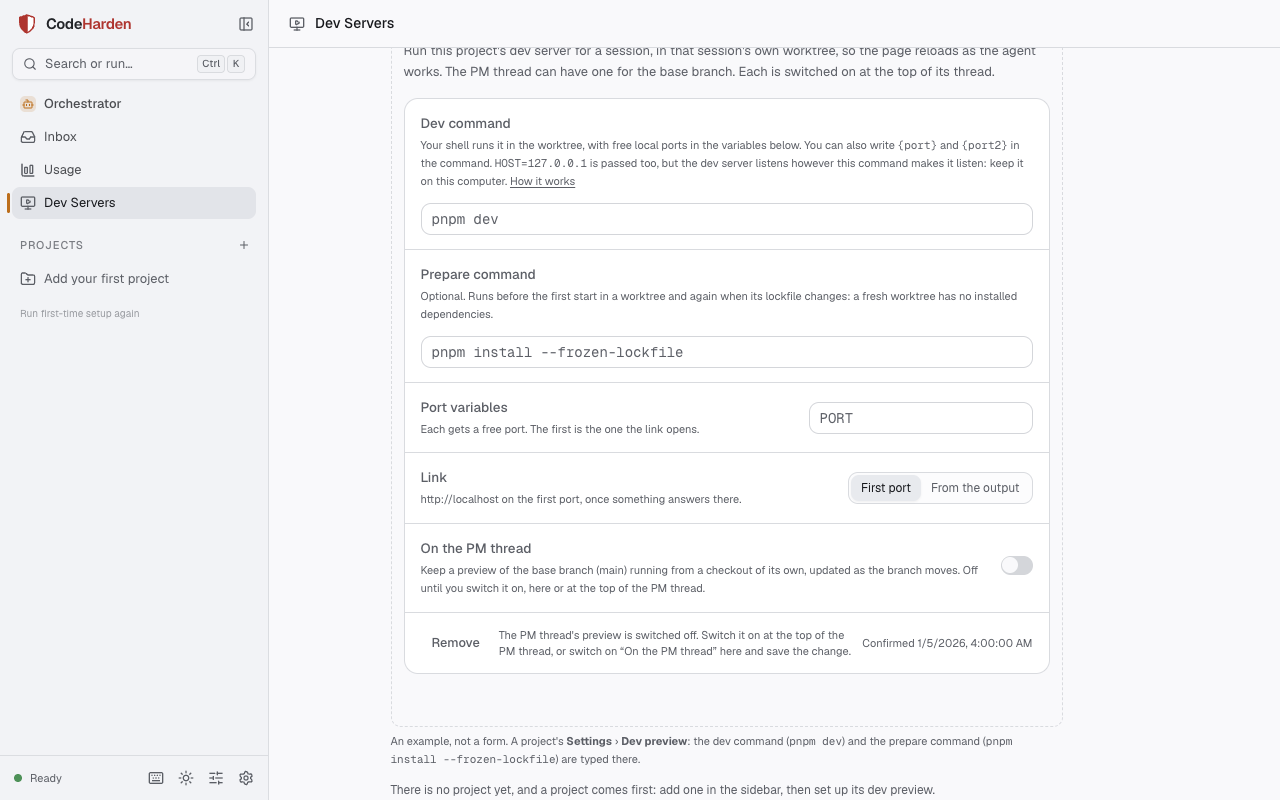 CodeHarden
Search or run…
Ctrl K
Orchestrator
Inbox
Usage
Dev Servers
PROJECTS
Add your first project
Run first-time setup again
Ready
Dev Servers
Run this project's dev server for a session, in that session's own worktree, so the page reloads as the agent
works. The PM thread can have one for the base branch. Each is switched on at the top of its thread.
Dev command
Your shell runs it in the worktree, with free local ports in the variables below. You can also write {port} and {port2} in
the command. HOST=127.0.0.1 is passed too, but the dev server listens however this command makes it listen: keep it
on this computer. How it works
pnpm dev
Prepare command
Optional. Runs before the first start in a worktree and again when its lockfile changes: a fresh worktree has no installed
dependencies.
pnpm install --frozen-lockfile
Port variables
Each gets a free port. The first is the one the link opens.
PORT
Link
http://localhost on the first port, once something answers there.
First port
From the output
On the PM thread
Keep a preview of the base branch (main) running from a checkout of its own, updated as the branch moves. Off
until you switch it on, here or at the top of the PM thread.
Remove
The PM thread's preview is switched off. Switch it on at the top of the
PM thread, or switch on “On the PM thread” here and save the change.
Confirmed 1/5/2026, 4:00:00 AM
An example, not a form. A project's Settings › Dev preview: the dev command (pnpm dev) and the prepare command (pnpm
install --frozen-lockfile) are typed there.
There is no project yet, and a project comes first: add one in the sidebar, then set up its dev preview.